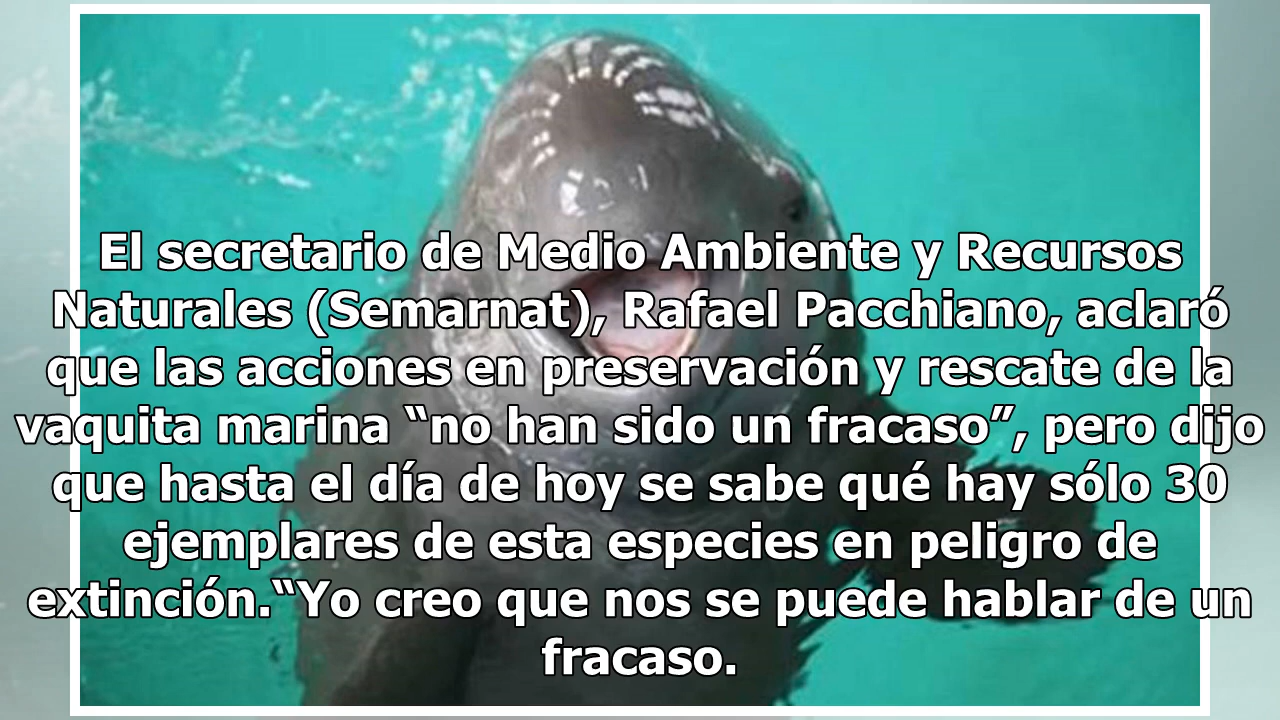 El secretario de Medio Ambiente y Recursos
Naturales (Semarnat), Rafael Pacchiano, aclaró
que las acciones en preservación y rescate de la
vaquita marina “no han sido un fracaso”, pero dijo
que hasta el día de hoy se sabe qué hay sólo 30
ejemplares de esta especies en peligro de
extinción.“Yo creo que nos se puede hablar de un
fracaso.